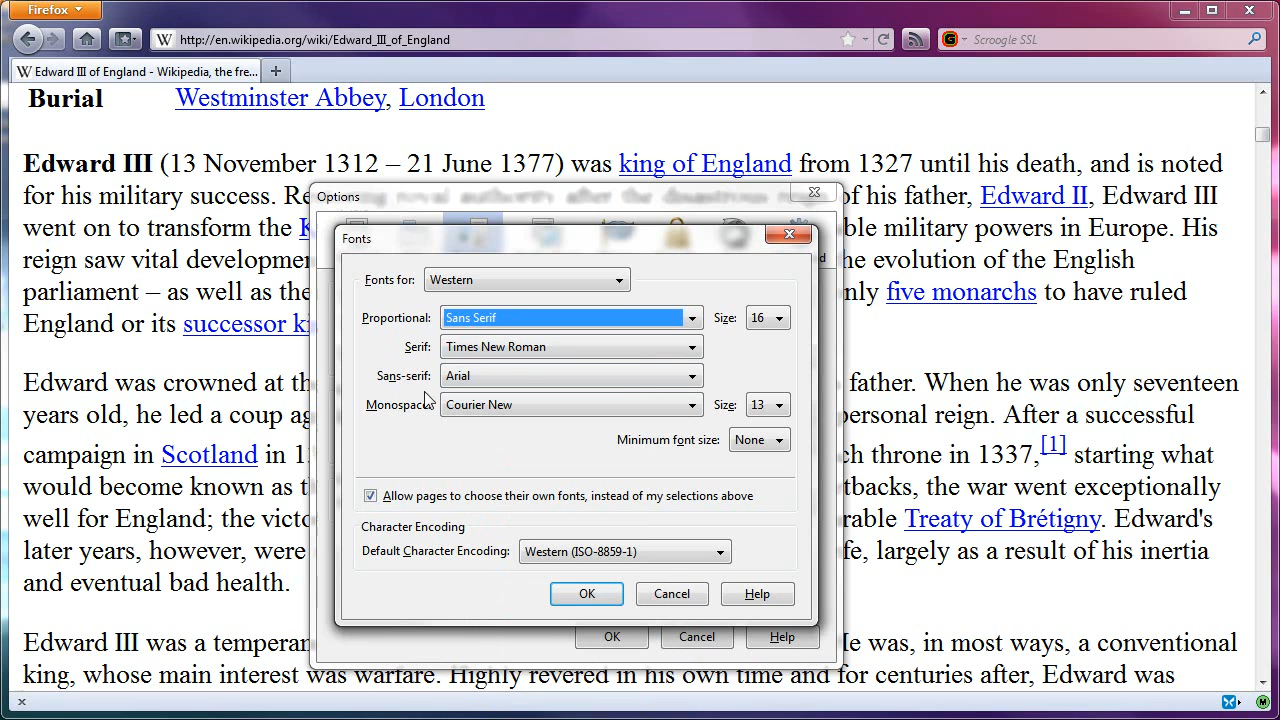 Firefox
http://en.wikipedia.org/wiki/Edward_III_of_England
Scroogle SSL
Edward III of England - Wikipedia, the fre...
Burial Westminster Abbey, London
Edward III (13 November 1312 – 21 June 1377) was king of England from 1327 until his death, and is noted
for his military success. Re authority after the disastrous of his father, Edward II, Edward III
went on to transform the K ble military powers in Europe. His
reign saw vital developmen he evolution of the English
parliament – as well as the nly five monarchs to have ruled
England or its successor ki
Edward was crowned at th father. When he was only seventeen
years old, he led a coup ag personal reign. After a successful
campaign in Scotland in 1 ch throne in 1337,[1] starting what
would become known as t tbacks, the war went exceptionally
well for England; the victo rable Treaty of Brétigny. Edward's
later years, however, were fe, largely as a result of his inertia
and eventual bad health.
Edward III was a temperan He was, in most ways, a conventional
king, whose main interest was warfare. Highly revered in his own time and for centuries after, Edward was
Options
Fonts
Fonts for: Western
Proportional: Sans Serif Size: 16
Serif: Times New Roman
Sans-serif: Arial
Monospace: Courier New Size: 13
Minimum font size: None
Allow pages to choose their own fonts, instead of my selections above
Character Encoding
Default Character Encoding: Western (ISO-8859-1)
OK Cancel Help
OK Cancel Help